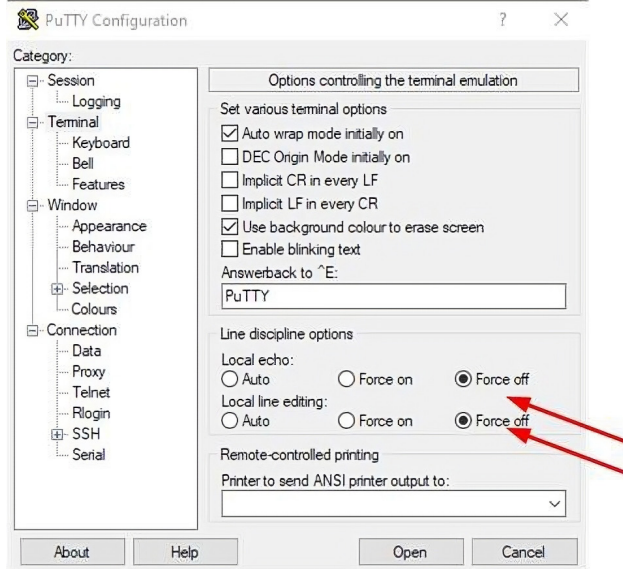 PuTTY Configuration
?
Category:
Session
Logging
Terminal
Keyboard
Bell
Features
Window
Appearance
Behaviour
Translation
Selection
Colours
Connection
Data
Proxy
Telnet
Rlogin
SSH
Serial
Options controlling the terminal emulation
Set various terminal options
Auto wrap mode initially on
DEC Origin Mode initially on
Implicit CR in every LF
Implicit LF in every CR
Use background colour to erase screen
Enable blinking text
Answerback to ^E:
PuTTY
Line discipline options
Local echo:
Auto Force on Force off
Local line editing:
Auto Force on Force off
Remote-controlled printing
Printer to send ANSI printer output to:
About Help Open Cancel